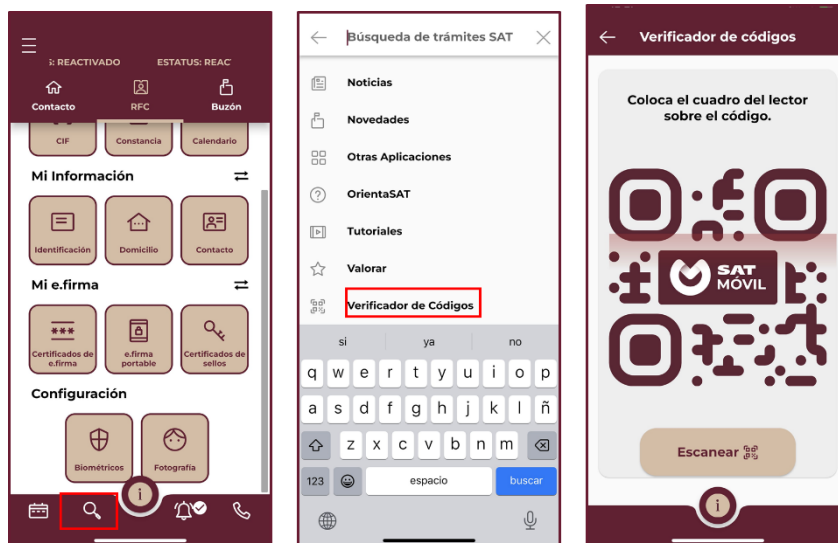 : REACTIVADO ESTATUS: REAC
Contacto RFC Buzón
CIF Constancia Calendario
Mi Información
Identificación Domicilio Contacto
Mi e.firma
***
Certificados de e.firma
e.firma portable
Certificados de sellos
Configuración
Biométricos Fotografía
i
Búsqueda de trámites SAT
Noticias
Novedades
Otras Aplicaciones
OrientaSAT
Tutoriales
Valorar
Verificador de Códigos
si ya no
q w e r t y u i o p
a s d f g h j k l ñ
z x c v b n m
123 espacio buscar
Verificador de códigos
Coloca el cuadro del lector
sobre el código.
SAT
MÓVIL
Escanear
i